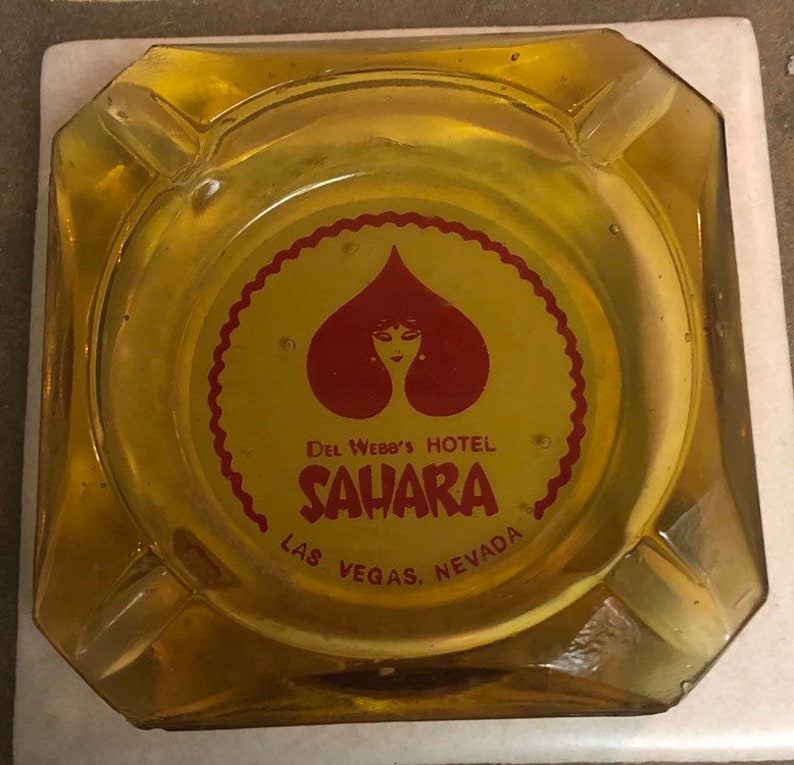 DEL WEBB'S HOTEL
SAHARA
LAS VEGAS, NEVADA